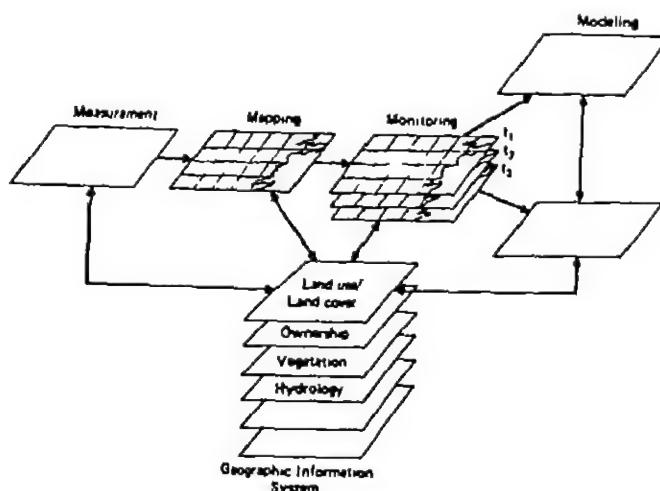 Modeling
Measurement
Mapping
Monitoring
t₁
t₂
t₃
Land use/
Land cover
Ownership
Vegetation
Hydrology
Geographic Information
System